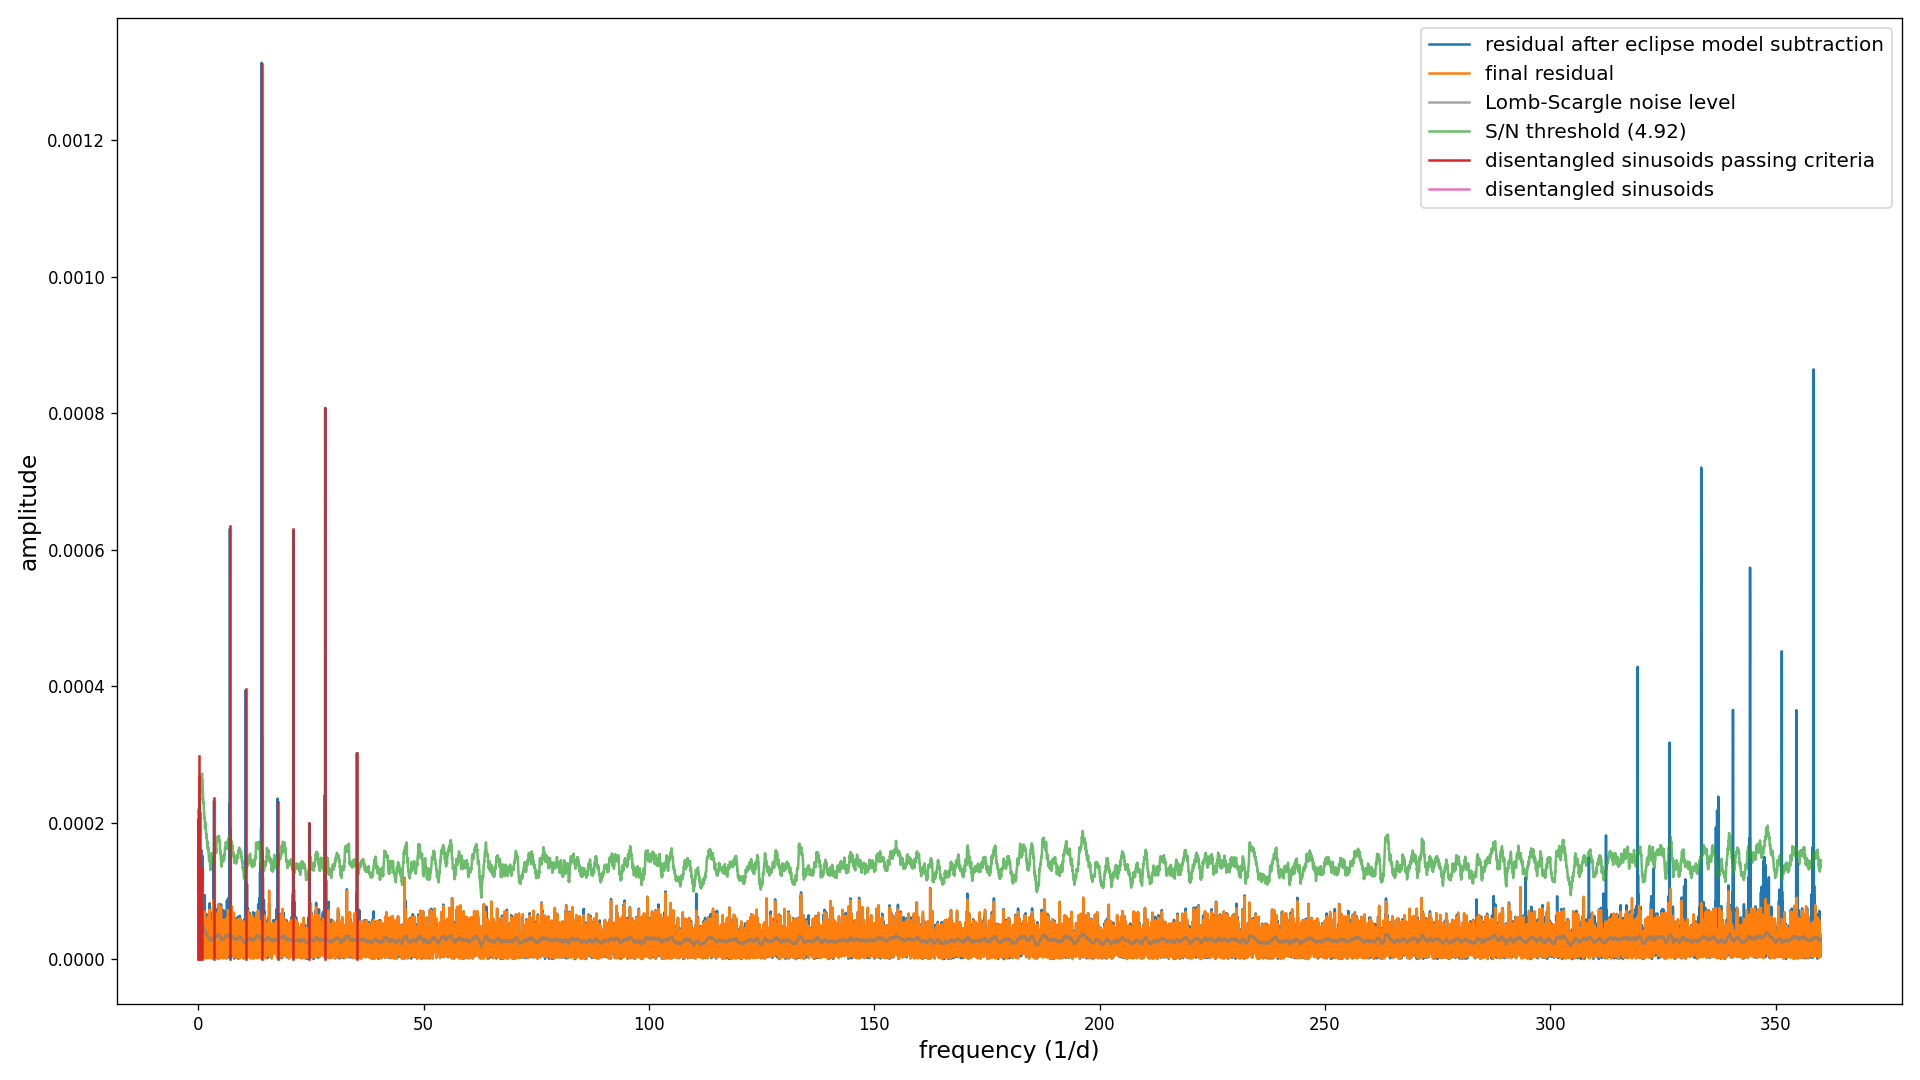 residual after eclipse model subtraction
final residual
Lomb-Scargle noise level
S/N threshold (4.92)
disentangled sinusoids passing criteria
disentangled sinusoids
amplitude
0.0012
0.0010
0.0008
0.0006
0.0004
0.0002
0.0000
0 50 100 150 200 250 300 350
frequency (1/d)